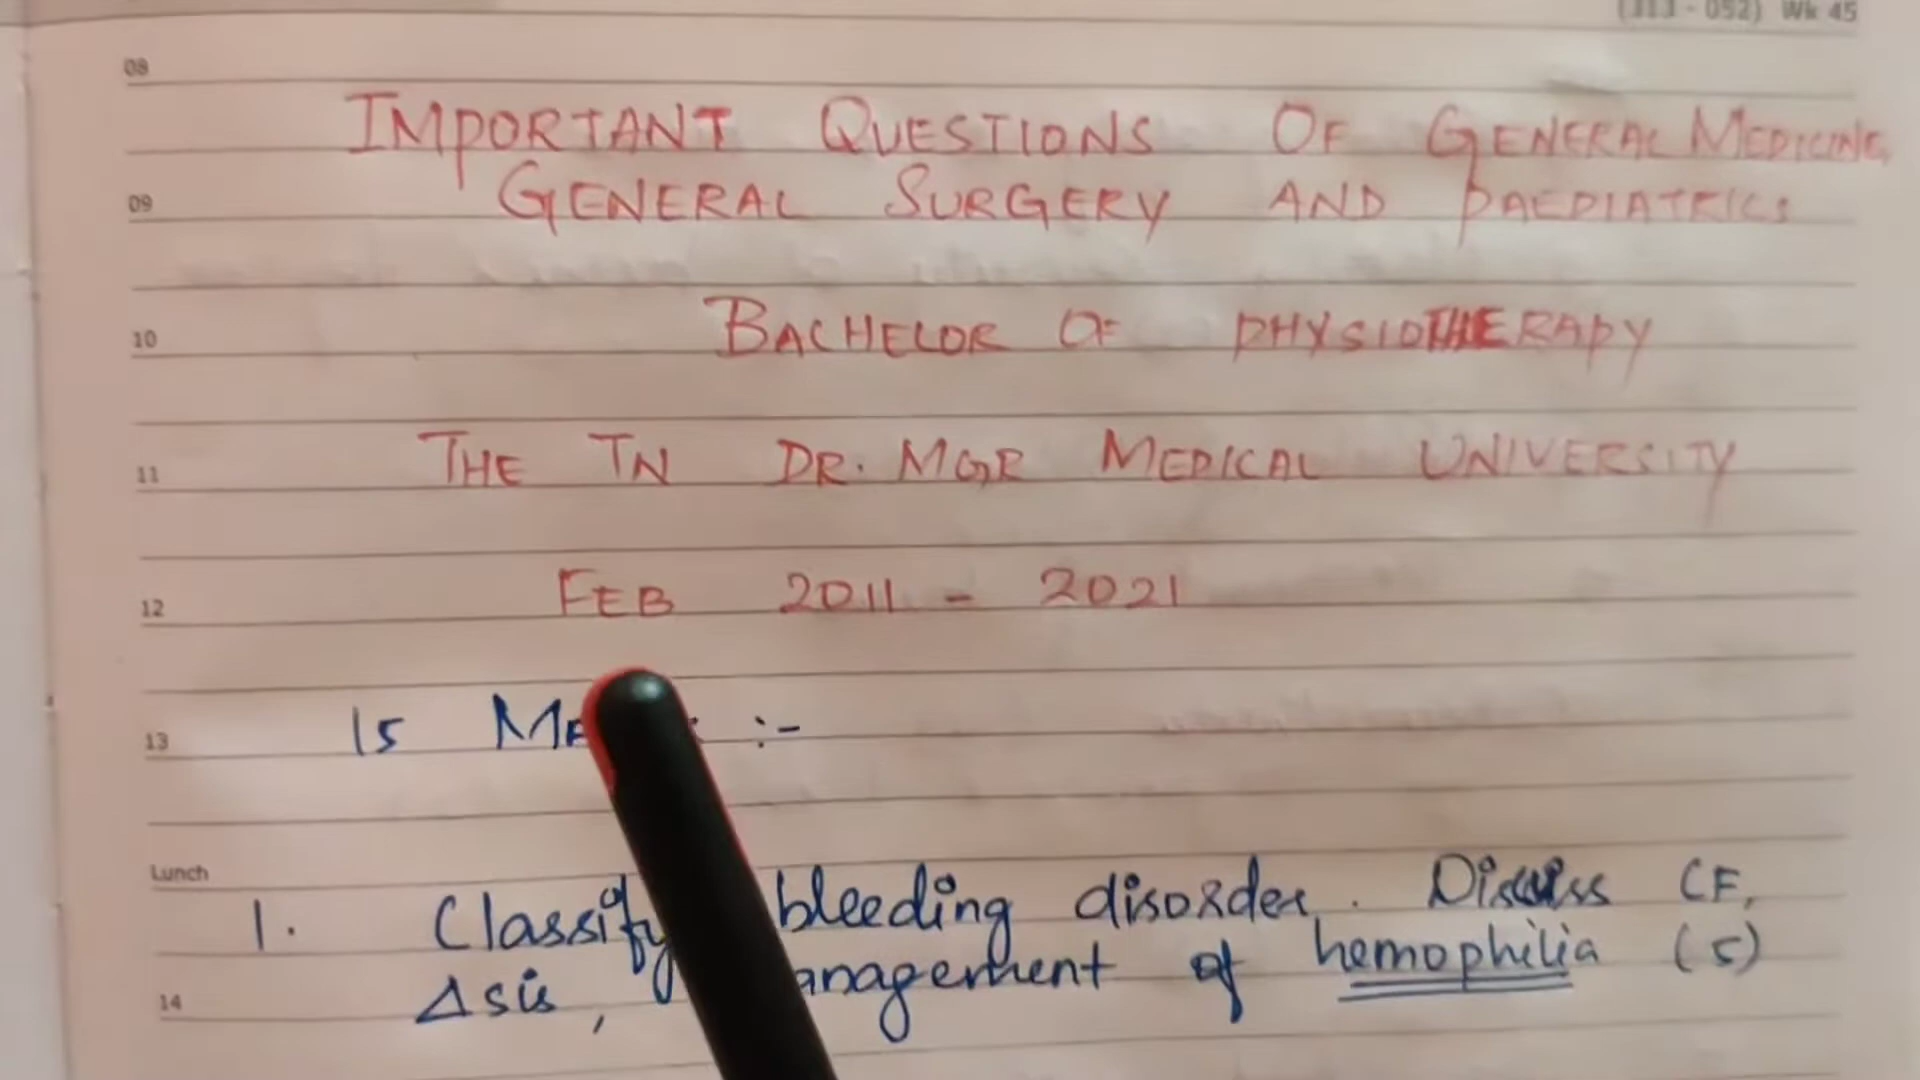 (313 - 052) Wk 45
08
IMPORTANT QUESTIONS OF GENERAL MEDICINE,
09 GENERAL SURGERY AND PAEDIATRICS
10 BACHELOR OF PHYSIOTHERAPY
11 THE TN DR. MGR MEDICAL UNIVERSITY
12 FEB 2011 - 2021
13 15 :-
Lunch
1. Classify bleeding disorder. Discuss CF,
14 Δsis, management of hemophilia (5)